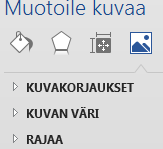 Muotoile kuvaa
KUVAKORJAUKSET
KUVAN VÄRI
RAJAA